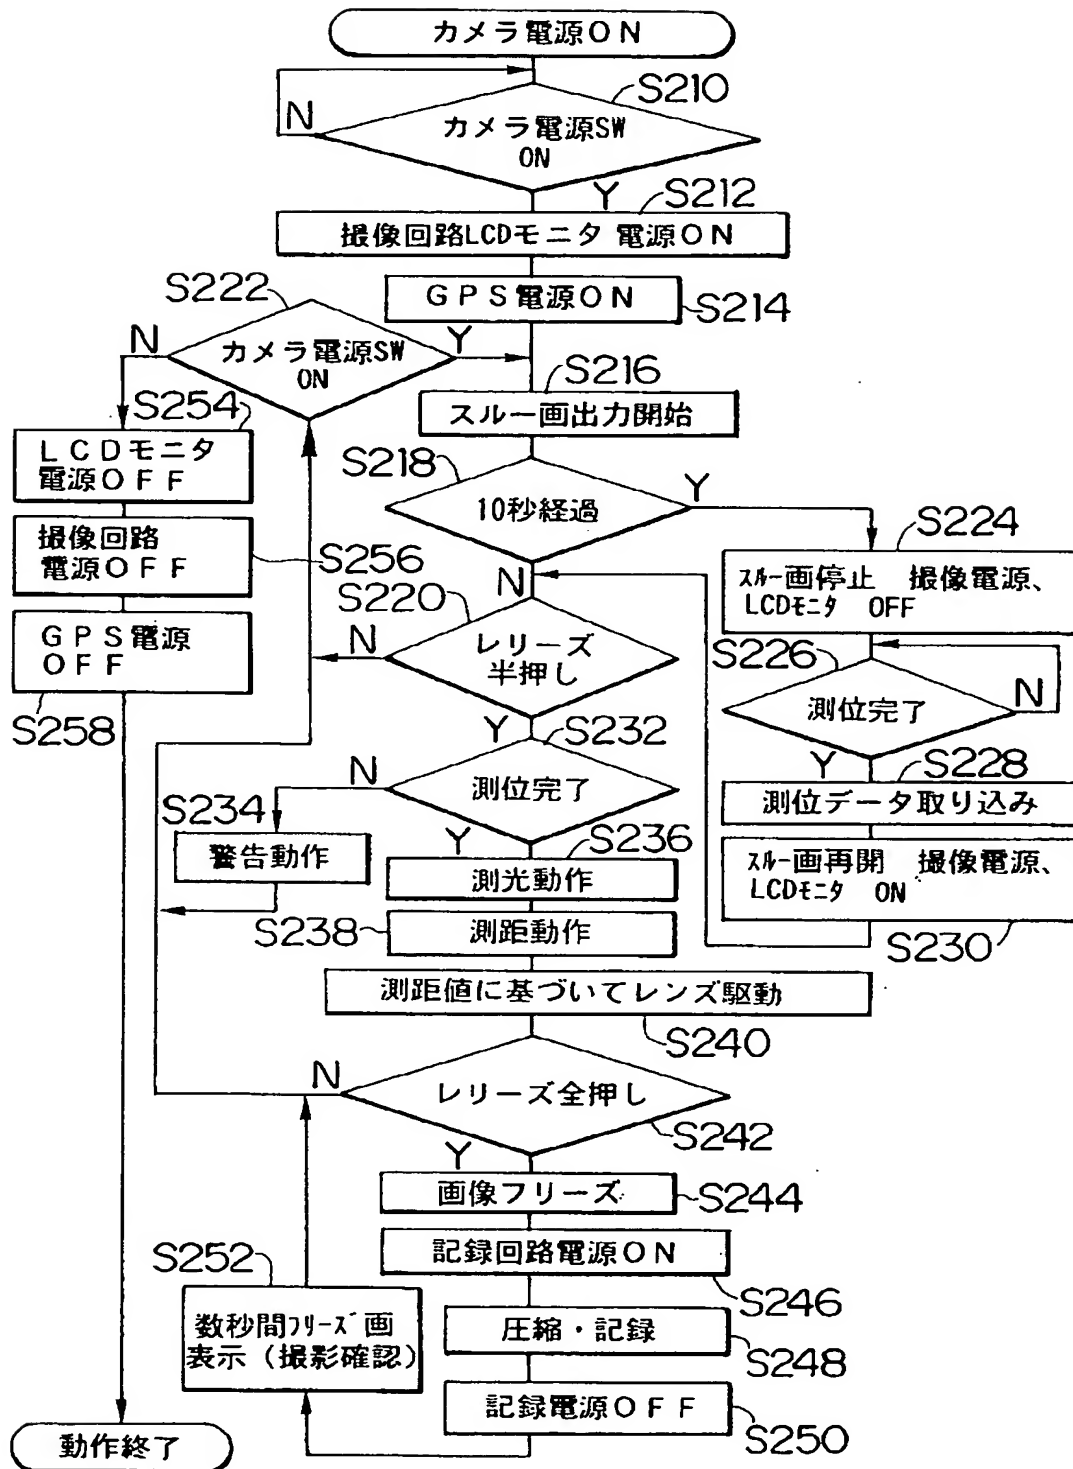 カメラ電源ON
S210
N
カメラ電源SW
ON
Y
S212
撮像回路LCDモニタ 電源ON
GPS電源ON
S214
S222
N
カメラ電源SW
ON
Y
S216
スルー画出力開始
S254
LCDモニタ
電源OFF
S218
10秒経過
Y
N
S224
スルー画停止 撮像電源、
LCDモニタ OFF
撮像回路
電源OFF
S256
S220
レリーズ
半押し
N
Y
GPS電源
OFF
S258
S226
測位完了
N
Y
S228
測位データ取り込み
スルー画再開 撮像電源、
LCDモニタ ON
S230
S232
測位完了
N
Y
S234
警告動作
S236
測光動作
S238
測距動作
測距値に基づいてレンズ駆動
S240
N
レリーズ全押し
S242
Y
画像フリーズ
S244
記録回路電源ON
S246
S252
数秒間フリーズ画
表示(撮影確認)
圧縮・記録
S248
記録電源OFF
S250
動作終了